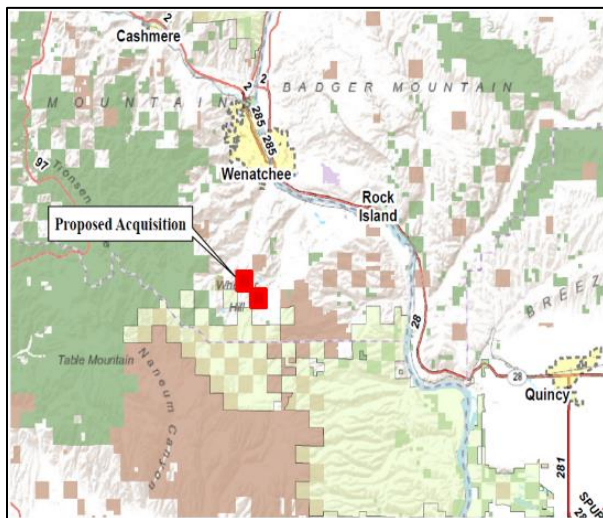 2
Cashmere
2
2
BADGER MOUNTAIN
MOUNTAIN
285
285
97
Wenatchee
Rock
Island
Proposed Acquisition
Hill
28
Table Mountain
Naneum Canyon
28
Quincy
281